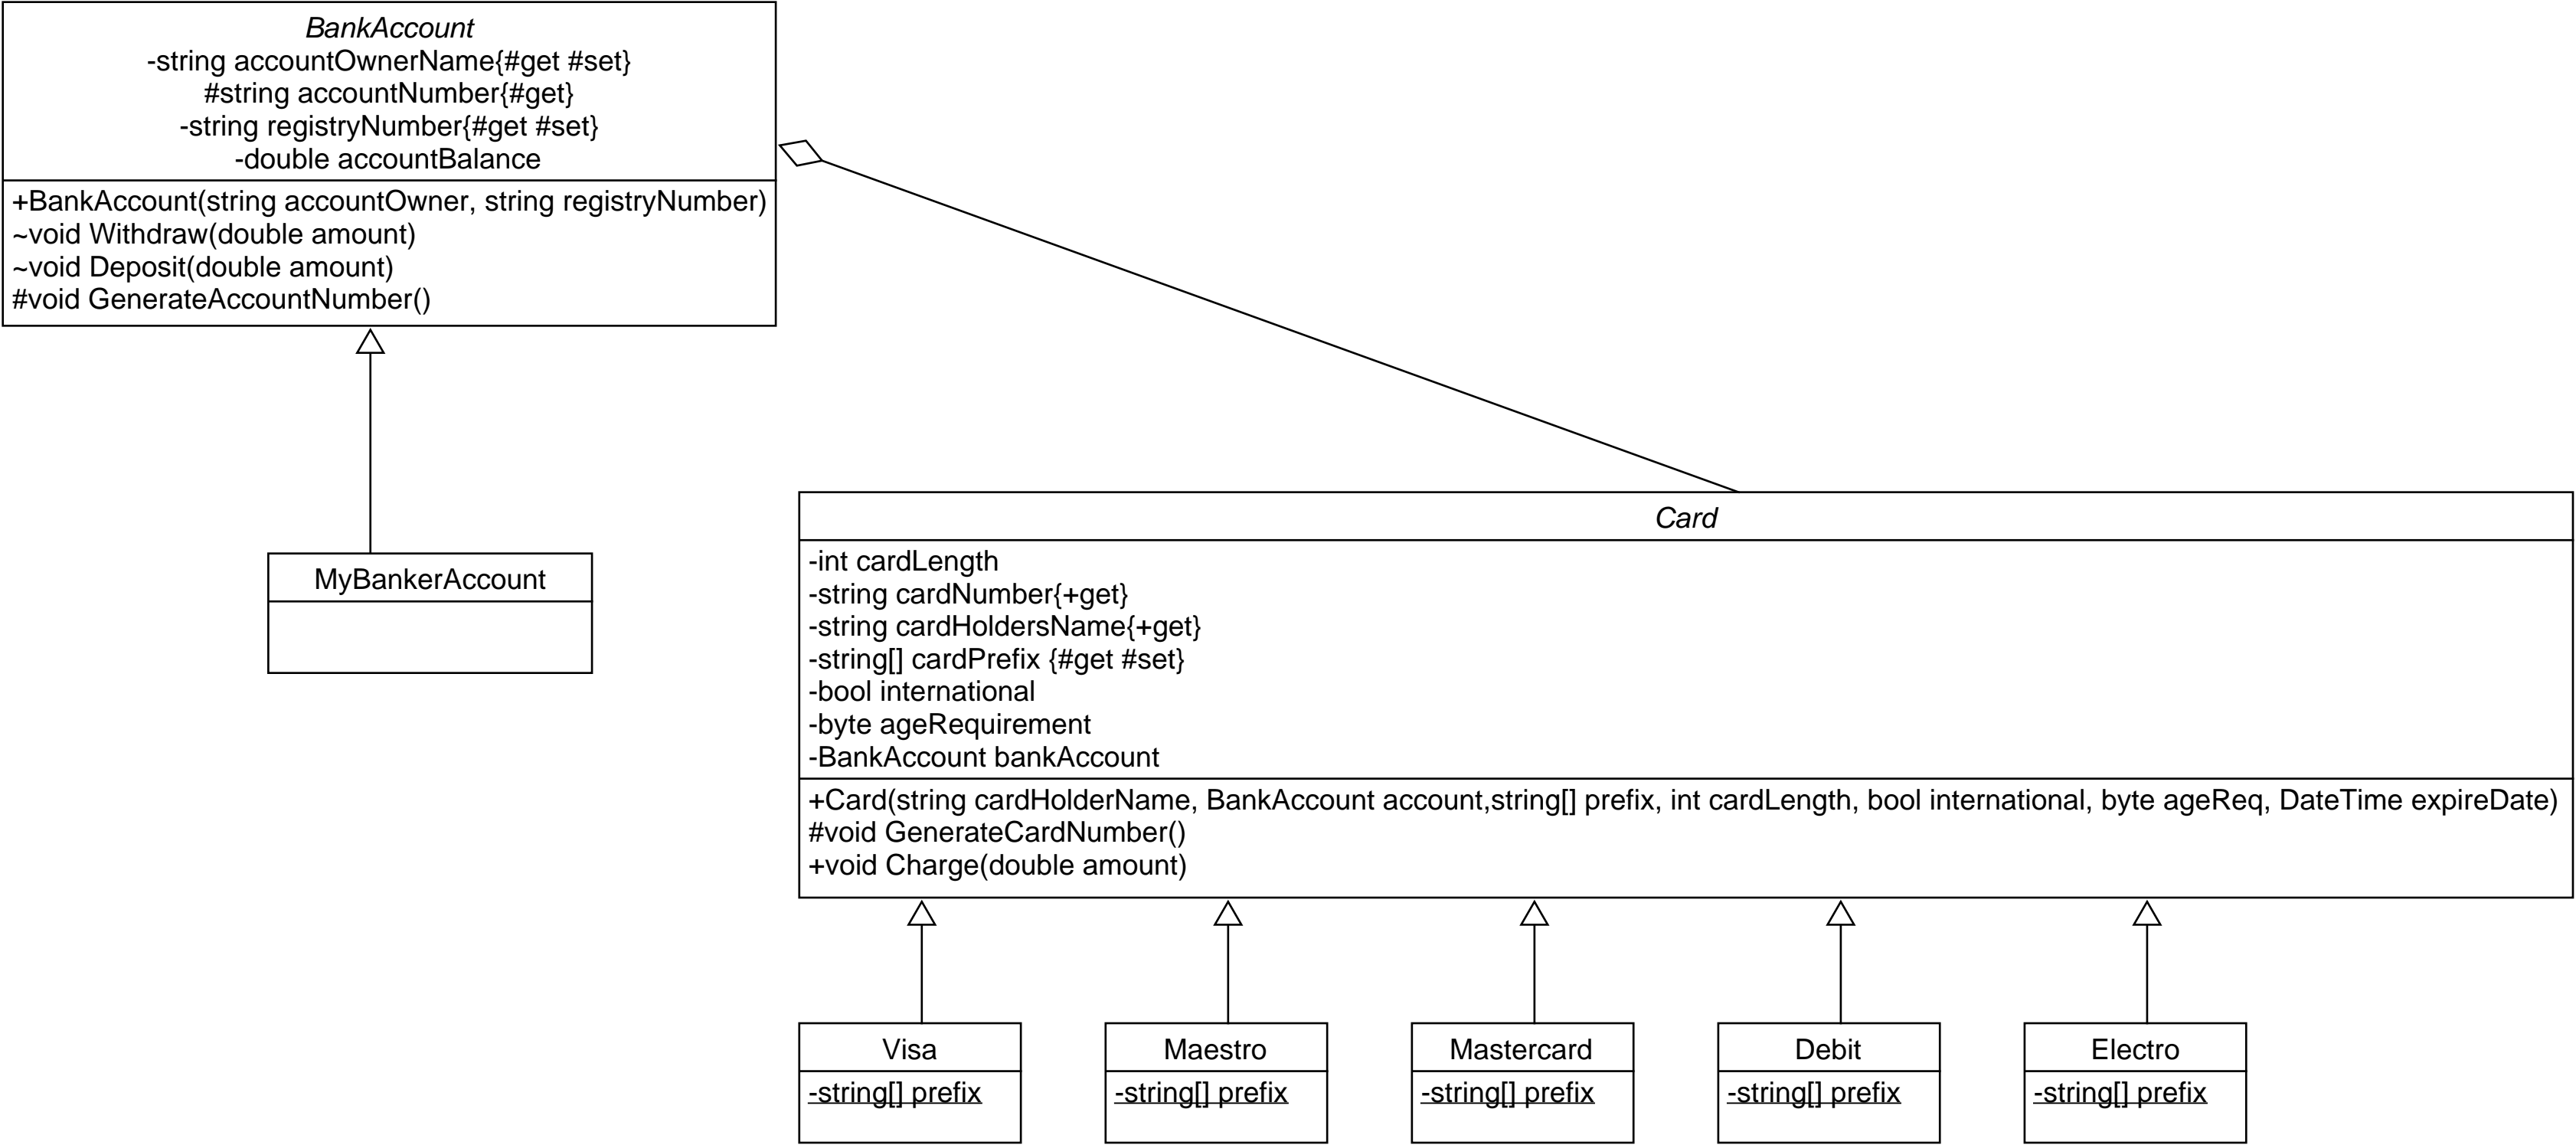 BankAccount
-string accountOwnerName{#get #set}
#string accountNumber{#get}
-string registryNumber{#get #set}
-double accountBalance
+BankAccount(string accountOwner, string registryNumber)
~void Withdraw(double amount)
~void Deposit(double amount)
#void GenerateAccountNumber()
MyBankerAccount
Card
-int cardLength
-string cardNumber{+get}
-string cardHoldersName{+get}
-string[] cardPrefix {#get #set}
-bool international
-byte ageRequirement
-BankAccount bankAccount
+Card(string cardHolderName, BankAccount account,string[] prefix, int cardLength, bool international, byte ageReq, DateTime expireDate)
#void GenerateCardNumber()
+void Charge(double amount)
Visa
-string[] prefix
Maestro
-string[] prefix
Mastercard
-string[] prefix
Debit
-string[] prefix
Electro
-string[] prefix